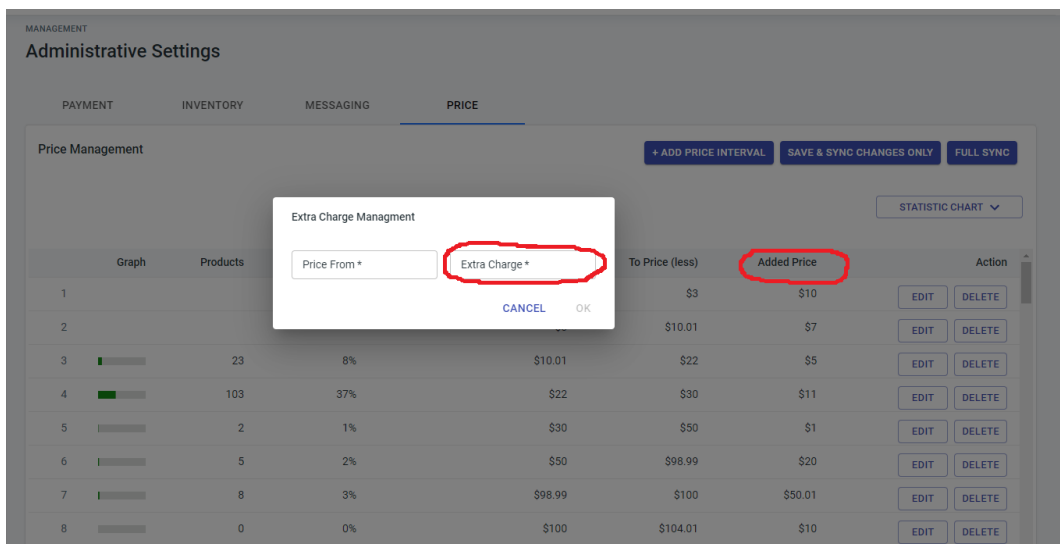 MANAGEMENT
Administrative Settings
PAYMENT INVENTORY MESSAGING PRICE
Price Management + ADD PRICE INTERVAL SAVE & SYNC CHANGES ONLY FULL SYNC
STATISTIC CHART
Extra Charge Managment
Price From * Extra Charge *
CANCEL OK
Graph Products To Price (less) Added Price Action
1 $3 $10 EDIT DELETE
2 $10.01 $7 EDIT DELETE
3 23 8% $10.01 $22 $5 EDIT DELETE
4 103 37% $22 $30 $11 EDIT DELETE
5 2 1% $30 $50 $1 EDIT DELETE
6 5 2% $50 $98.99 $20 EDIT DELETE
7 8 3% $98.99 $100 $50.01 EDIT DELETE
8 0 0% $100 $104.01 $10 EDIT DELETE